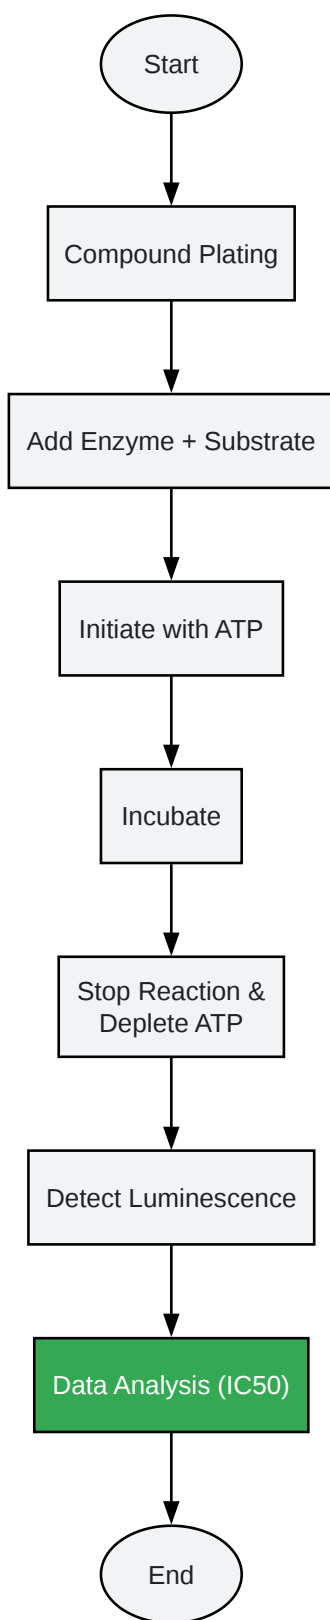 Start
Compound Plating
Add Enzyme + Substrate
Initiate with ATP
Incubate
Stop Reaction &
Deplete ATP
Detect Luminescence
Data Analysis (IC50)
End